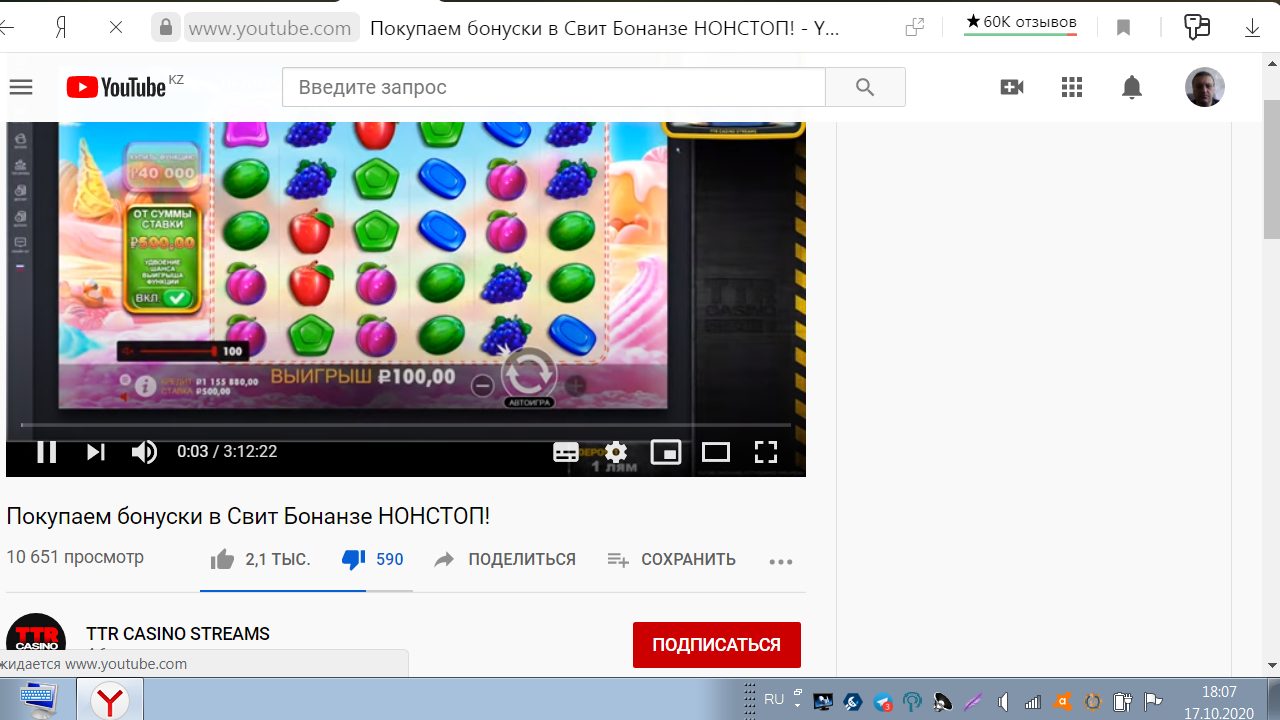 Я
www.youtube.com
Покупаем бонуски в Свит Бонанзе НОНСТОП! - Y...
★ 60K отзывов
YouTube KZ
Введите запрос
TTR CASINO STREAMS
КУПИТЬ ФУНКЦИЮ
₽40 000
ОТ СУММЫ
СТАВКИ
₽500,00
УДВОЕНИЕ
ШАНСА
ВЫИГРЫША
ФУНКЦИИ
ВКЛ
100
КРЕДИТ ₽1 155 880,00
СТАВКА ₽500,00
ВЫИГРЫШ ₽100,00
АВТОИГРА
TTR
CASINO
0:03 / 3:12:22
1 ЛЯМ
Покупаем бонуски в Свит Бонанзе НОНСТОП!
10 651 просмотр
2,1 ТЫС.
590
ПОДЕЛИТЬСЯ
СОХРАНИТЬ
TTR
CASINO
TTR CASINO STREAMS
ПОДПИСАТЬСЯ
жидается www.youtube.com
RU
3
18:07
17.10.2020